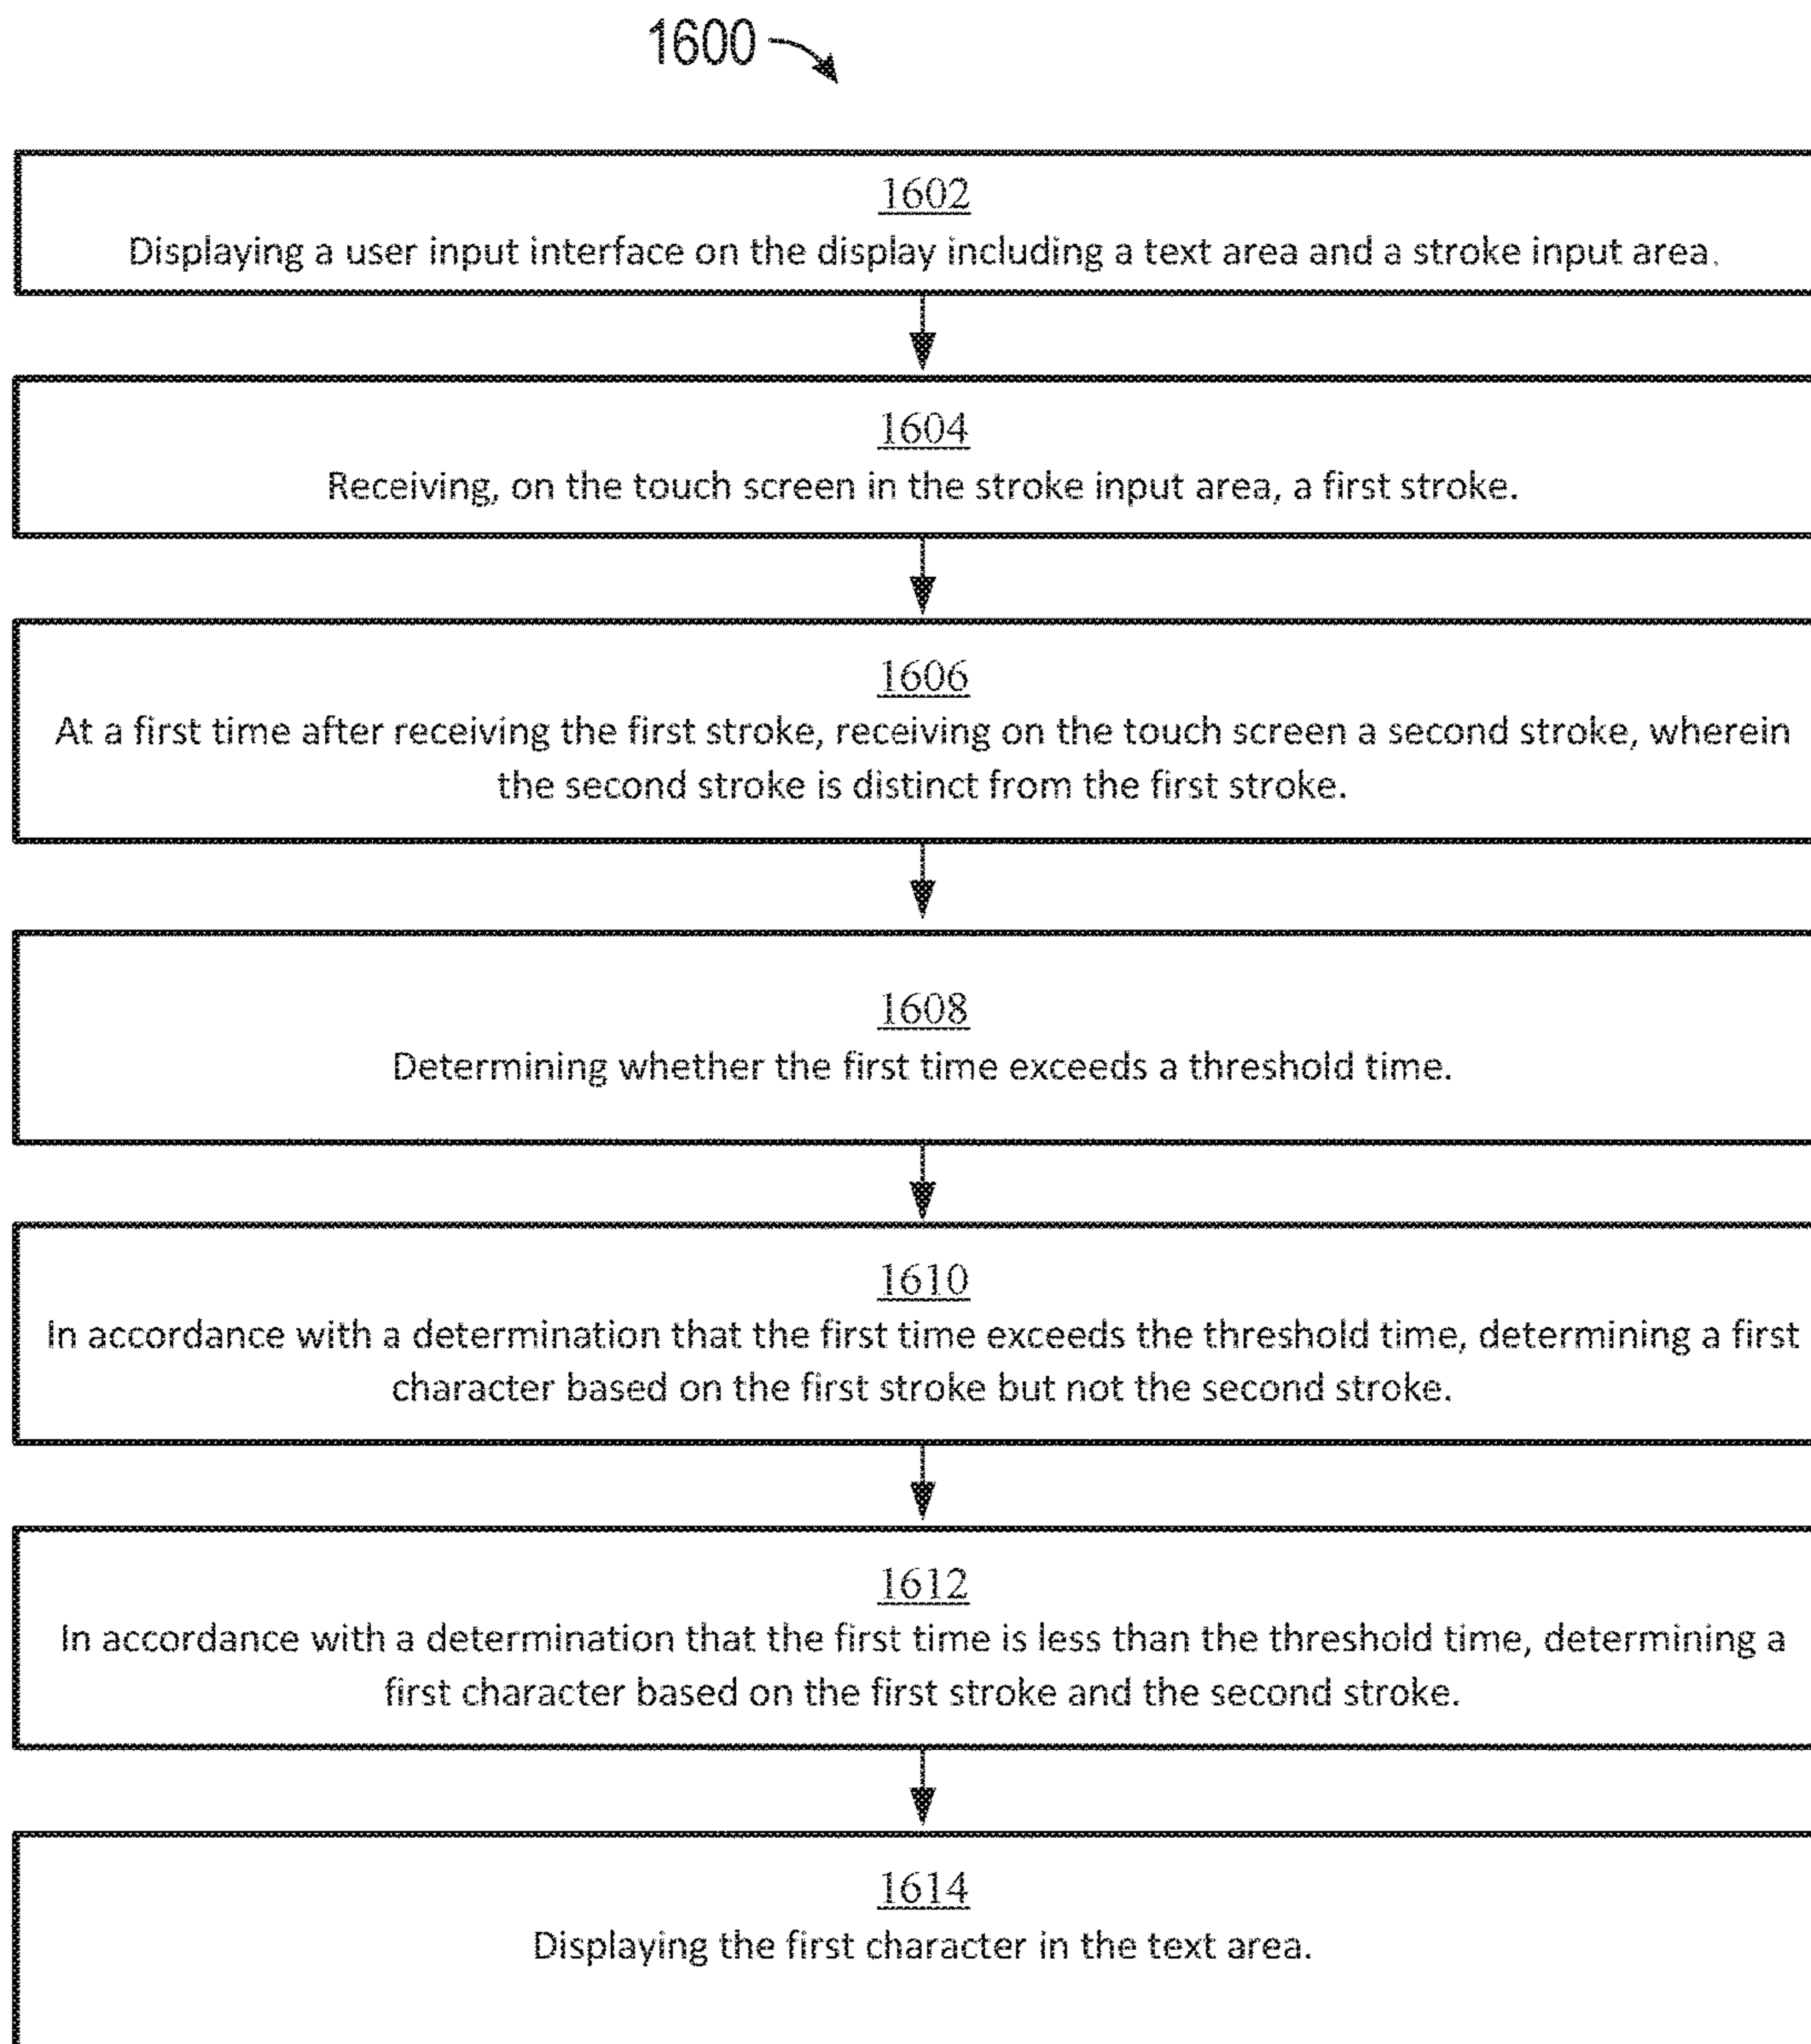 1600
1602
Displaying a user input interface on the display including a text area and a stroke input area.
1604
Receiving, on the touch screen in the stroke input area, a first stroke.
1606
At a first time after receiving the first stroke, receiving on the touch screen a second stroke, wherein
the second stroke is distinct from the first stroke.
1608
Determining whether the first time exceeds a threshold time.
1610
In accordance with a determination that the first time exceeds the threshold time, determining a first
character based on the first stroke but not the second stroke.
1612
In accordance with a determination that the first time is less than the threshold time, determining a
first character based on the first stroke and the second stroke.
1614
Displaying the first character in the text area.